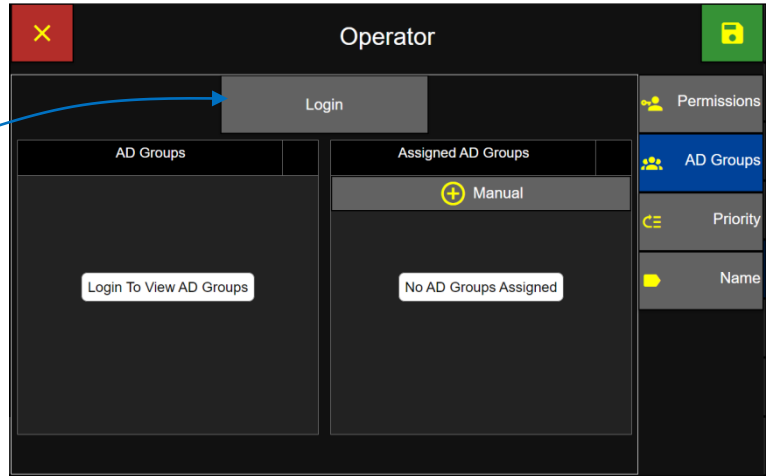 Operator
Login
AD Groups
Assigned AD Groups
Manual
Login To View AD Groups
No AD Groups Assigned
Permissions
AD Groups
Priority
Name